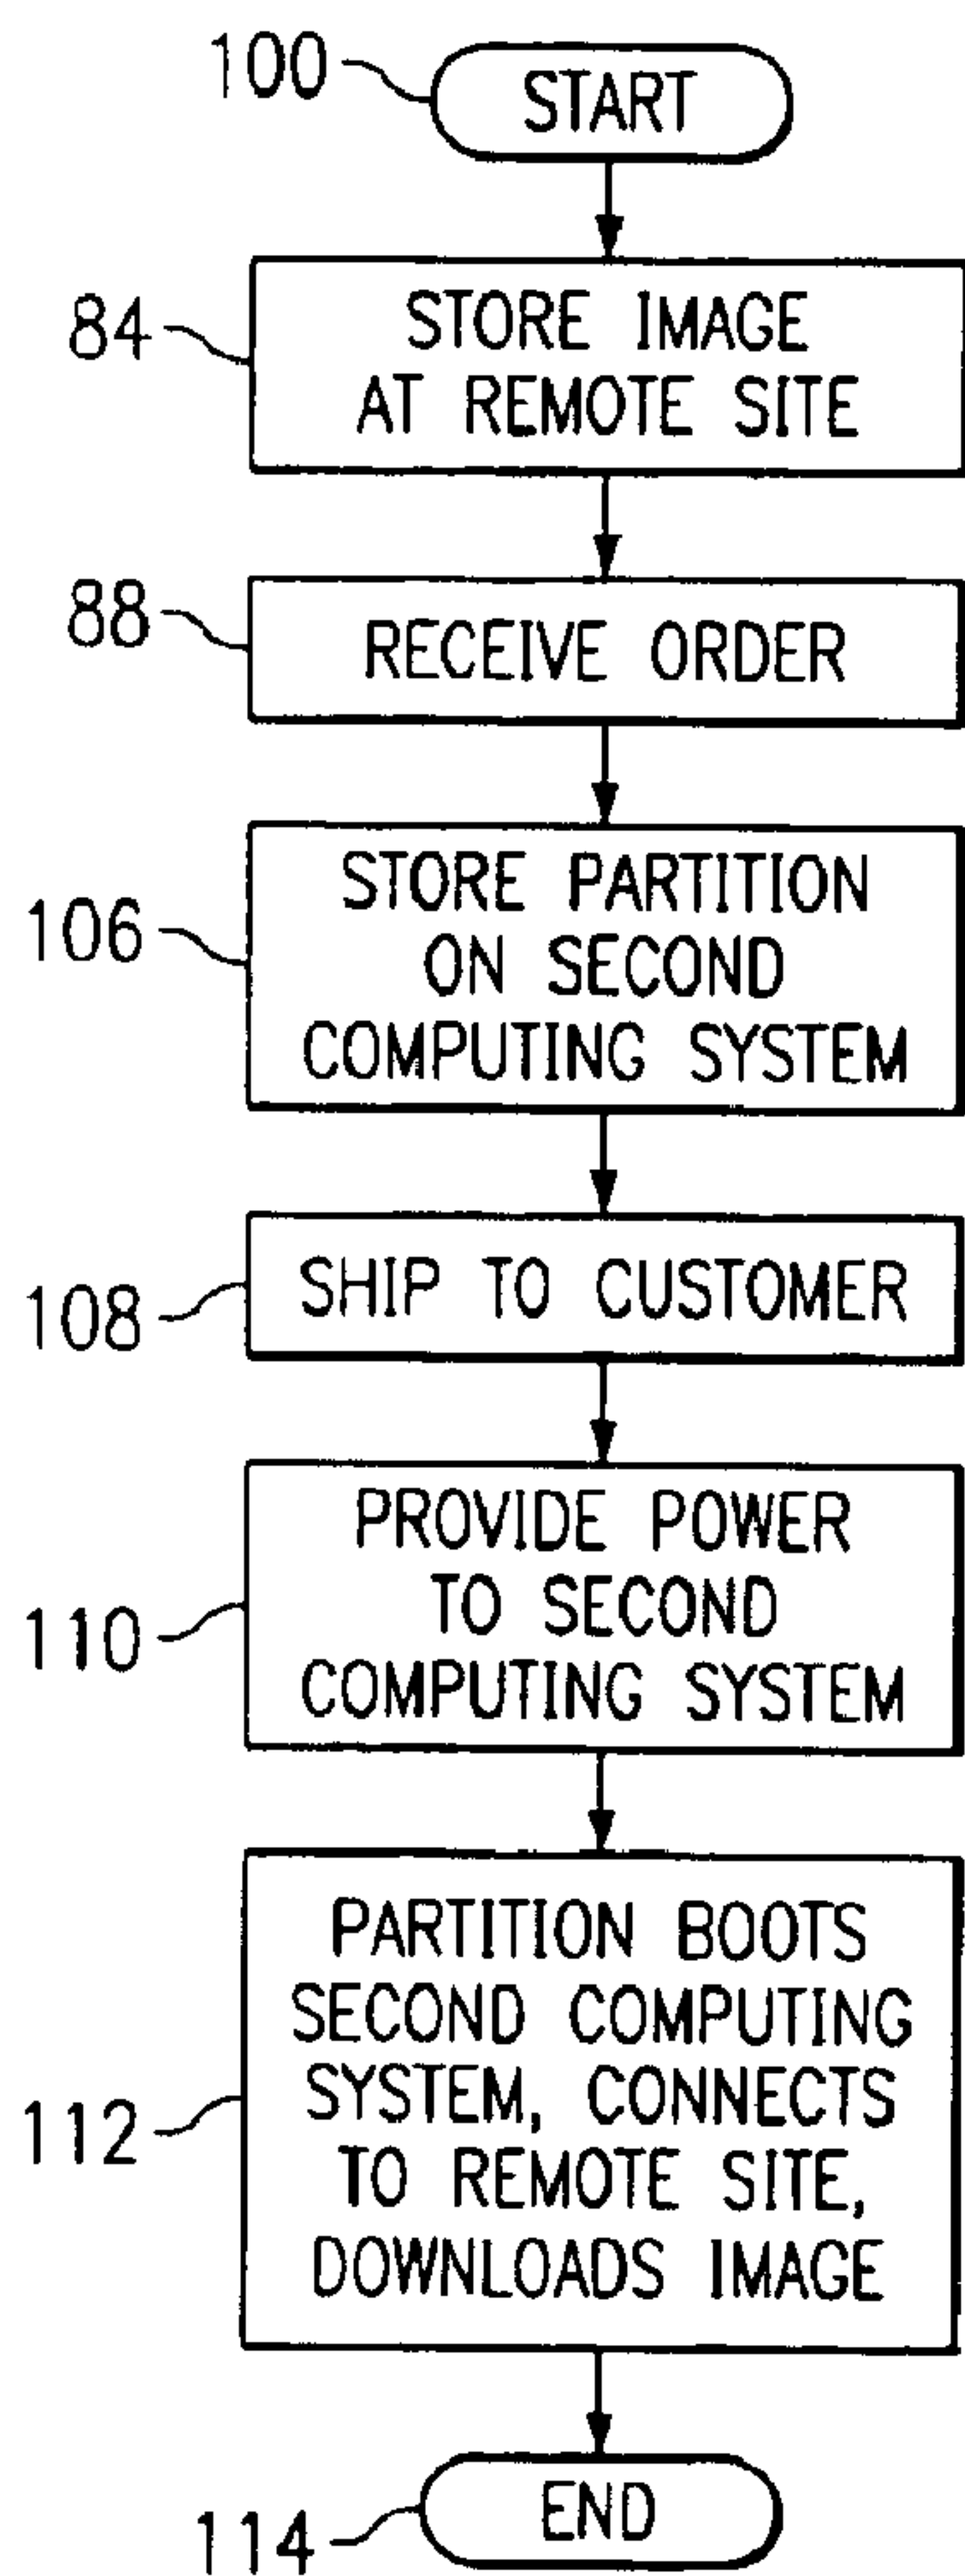 100
START
84
STORE IMAGE
AT REMOTE SITE
88
RECEIVE ORDER
106
STORE PARTITION
ON SECOND
COMPUTING SYSTEM
108
SHIP TO CUSTOMER
110
PROVIDE POWER
TO SECOND
COMPUTING SYSTEM
112
PARTITION BOOTS
SECOND COMPUTING
SYSTEM, CONNECTS
TO REMOTE SITE,
DOWNLOADS IMAGE
114
END